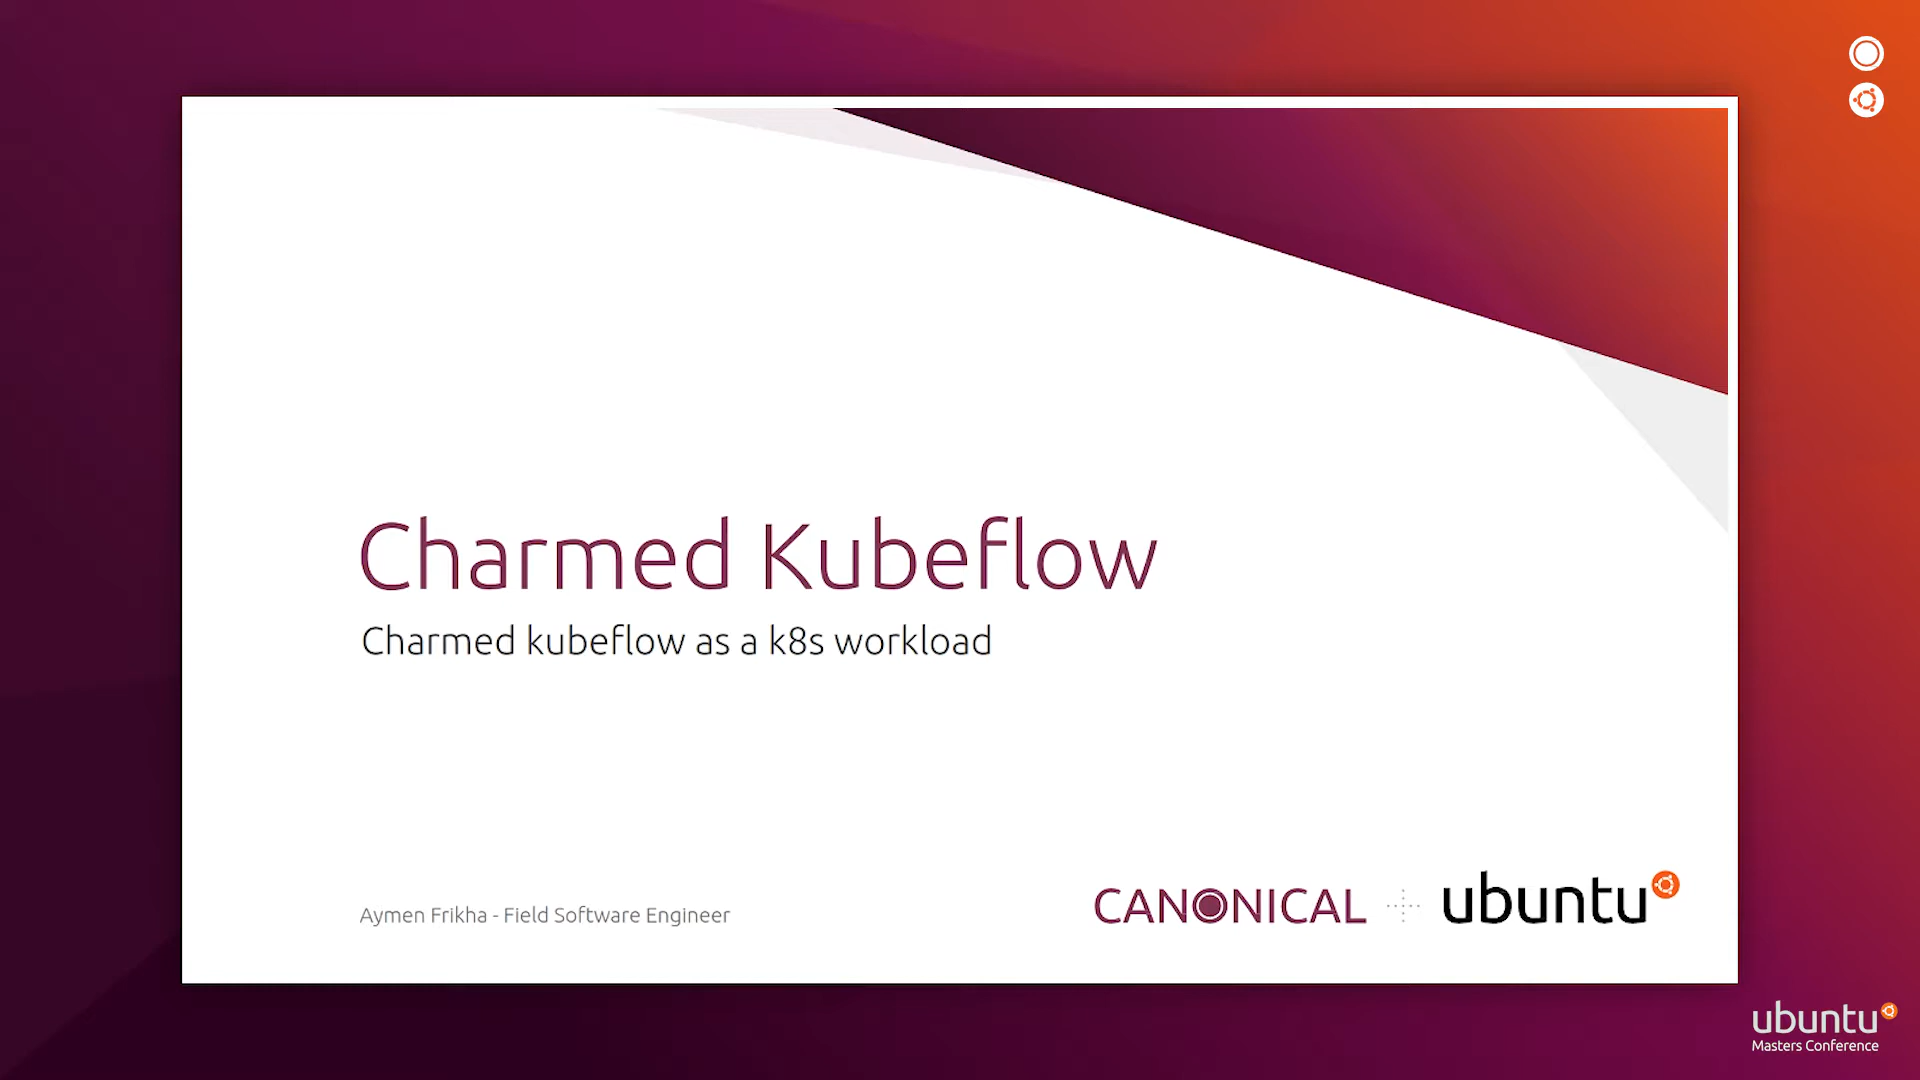 Charmed Kubeflow
Charmed kubeflow as a k8s workload
Aymen Frikha - Field Software Engineer
CANONICAL
ubuntu
ubuntu
Masters Conference